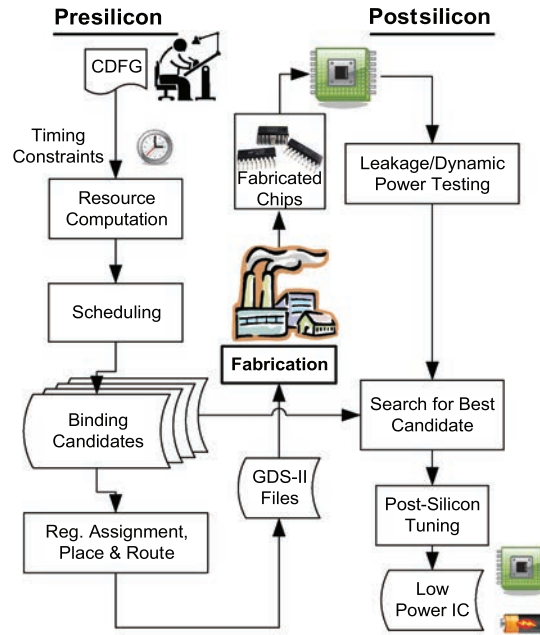 Presilicon
CDFG
Timing
Constraints
Resource
Computation
Scheduling
Binding
Candidates
Reg. Assignment,
Place & Route
GDS-II
Files
Fabrication
Fabricated
Chips
Postsilicon
Leakage/Dynamic
Power Testing
Search for Best
Candidate
Post-Silicon
Tuning
Low
Power IC